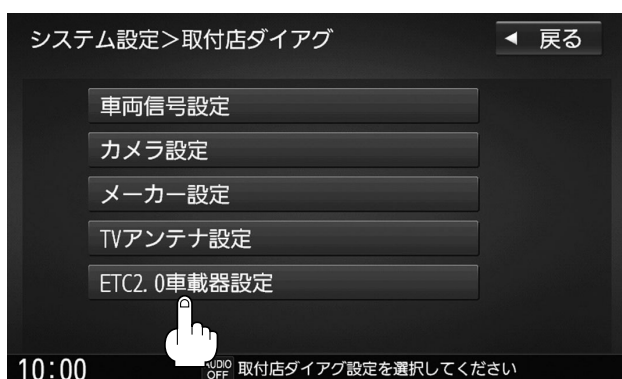 システム設定＞取付店ダイアグ
◀ 戻る
車両信号設定
カメラ設定
メーカー設定
TVアンテナ設定
ETC2.0車載器設定
10:00
AUDIO
OFF
取付店ダイアグ設定を選択してください